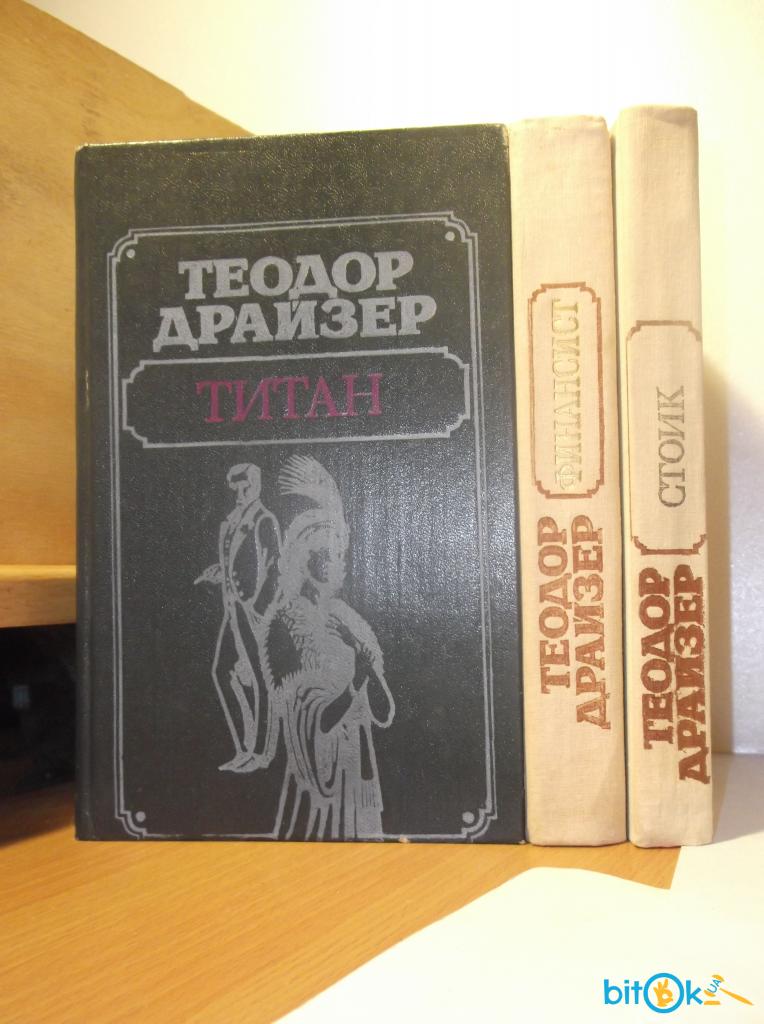 ТЕОДОР
ДРАЙЗЕР
ТИТАН
ФИНАНСИСТ
ТЕОДОР
ДРАЙЗЕР
СТОИК
ТЕОДОР
ДРАЙЗЕР
bitOk.UA